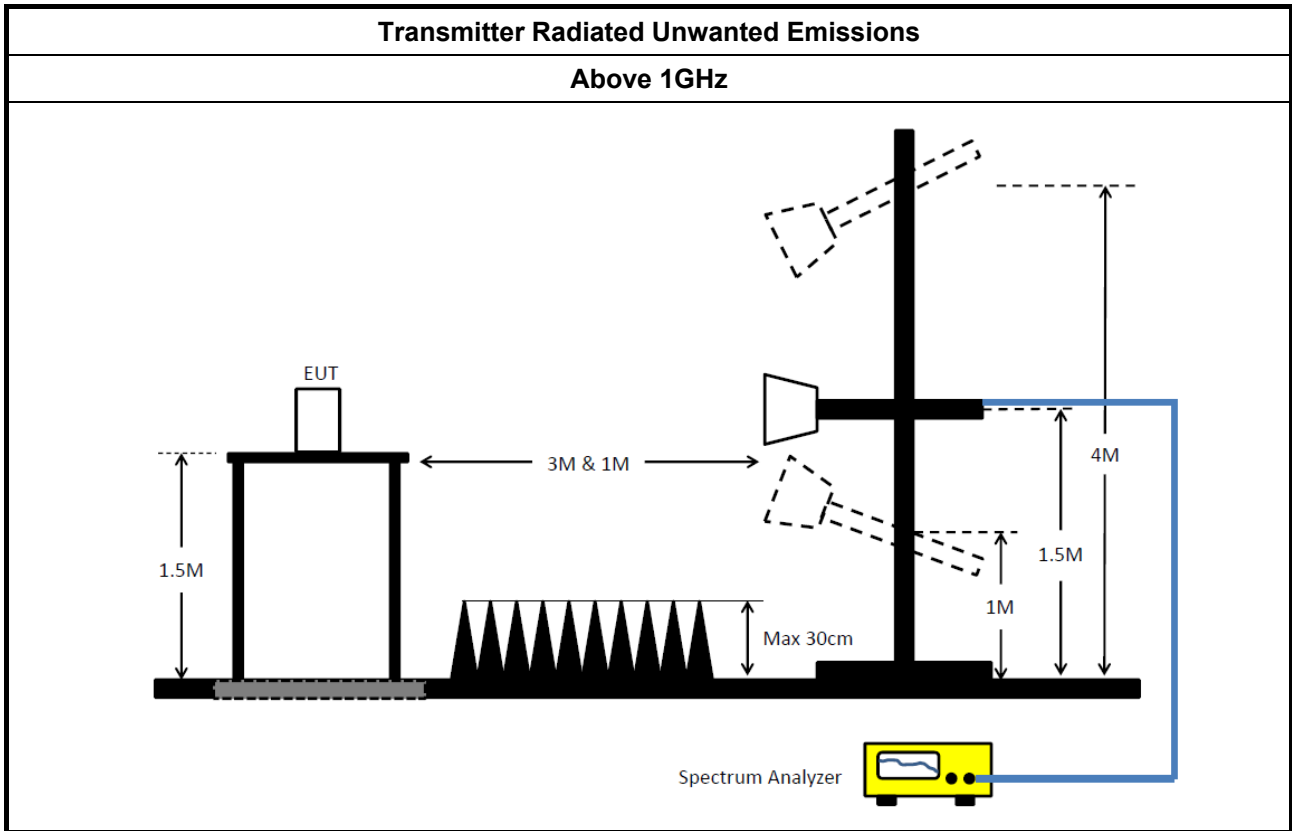 Transmitter Radiated Unwanted Emissions
Above 1GHz
EUT
3M & 1M
4M
1.5M
1.5M
1M
Max 30cm
Spectrum Analyzer